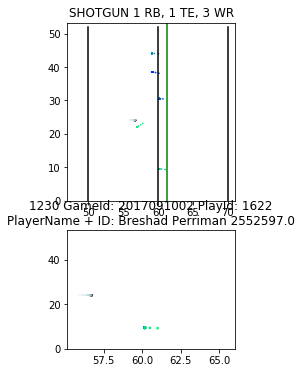 SHOTGUN 1 RB, 1 TE, 3 WR
50
40
30
20
10
0
50 55 60 65 70
1230 GameId: 2017091002 PlayId: 1622
PlayerName + ID: Breshad Perriman 2552597.0
40
20
0
57.5 60.0 62.5 65.0